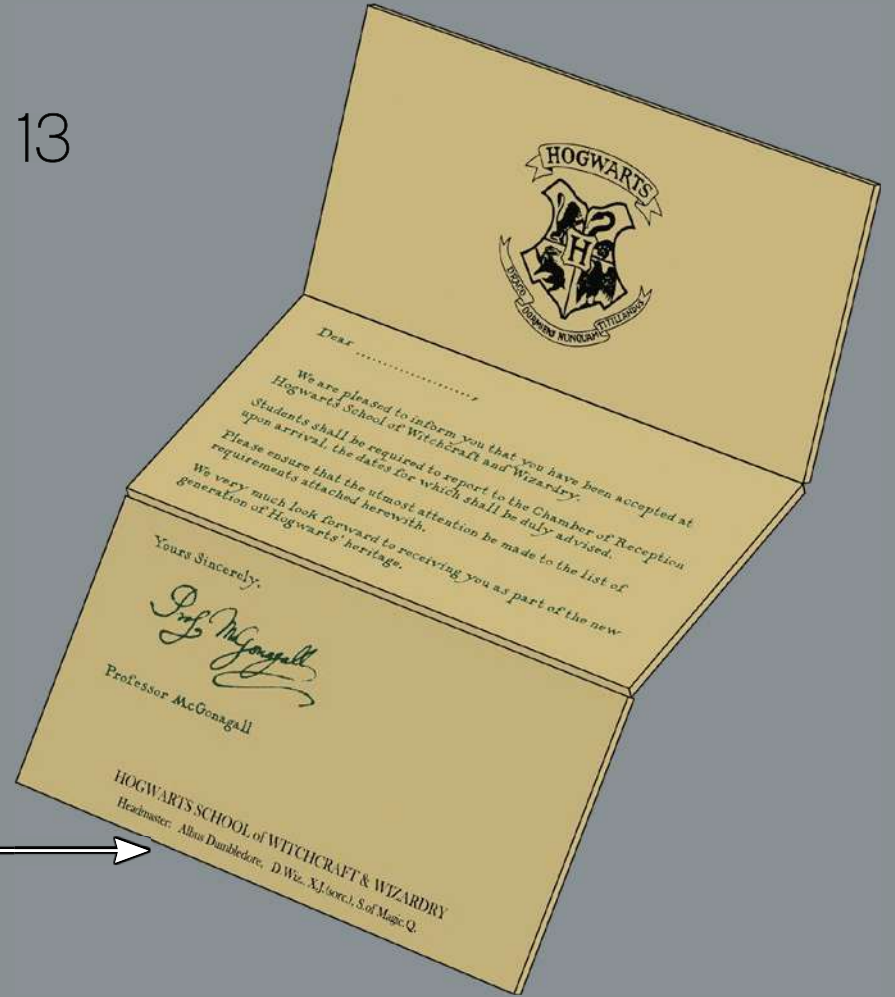 13
HOGWARTS
H
DRACO DORMIENS NUNQUAM TITILLANDUS
Dear ....................,
We are pleased to inform you that you have been accepted at
Hogwarts School of Witchcraft and Wizardry.
Students shall be required to report to the Chamber of Reception
upon arrival, the dates for which shall be duly advised.
Please ensure that the utmost attention be made to the list of
requirements attached herewith.
We very much look forward to receiving you as part of the new
generation of Hogwarts' heritage.
Yours Sincerely,
Prof McGonagall
Professor McGonagall
HOGWARTS SCHOOL of WITCHCRAFT & WIZARDRY
Headmaster: Albus Dumbledore, D.Wiz., X.J.(sorc.), S.of Magic.Q.